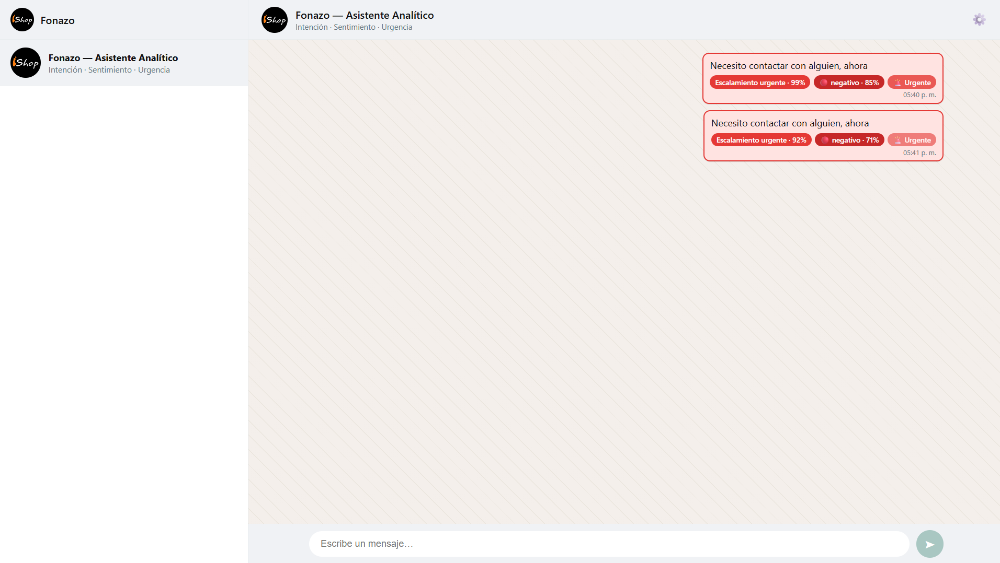 iShop
Fonazo
iShop
Fonazo — Asistente Analítico
Intención · Sentimiento · Urgencia
iShop
Fonazo — Asistente Analítico
Intención · Sentimiento · Urgencia
Necesito contactar con alguien, ahora
Escalamiento urgente · 99% negativo · 85% Urgente
05:40 p. m.
Necesito contactar con alguien, ahora
Escalamiento urgente · 92% negativo · 71% Urgente
05:41 p. m.
Escribe un mensaje…